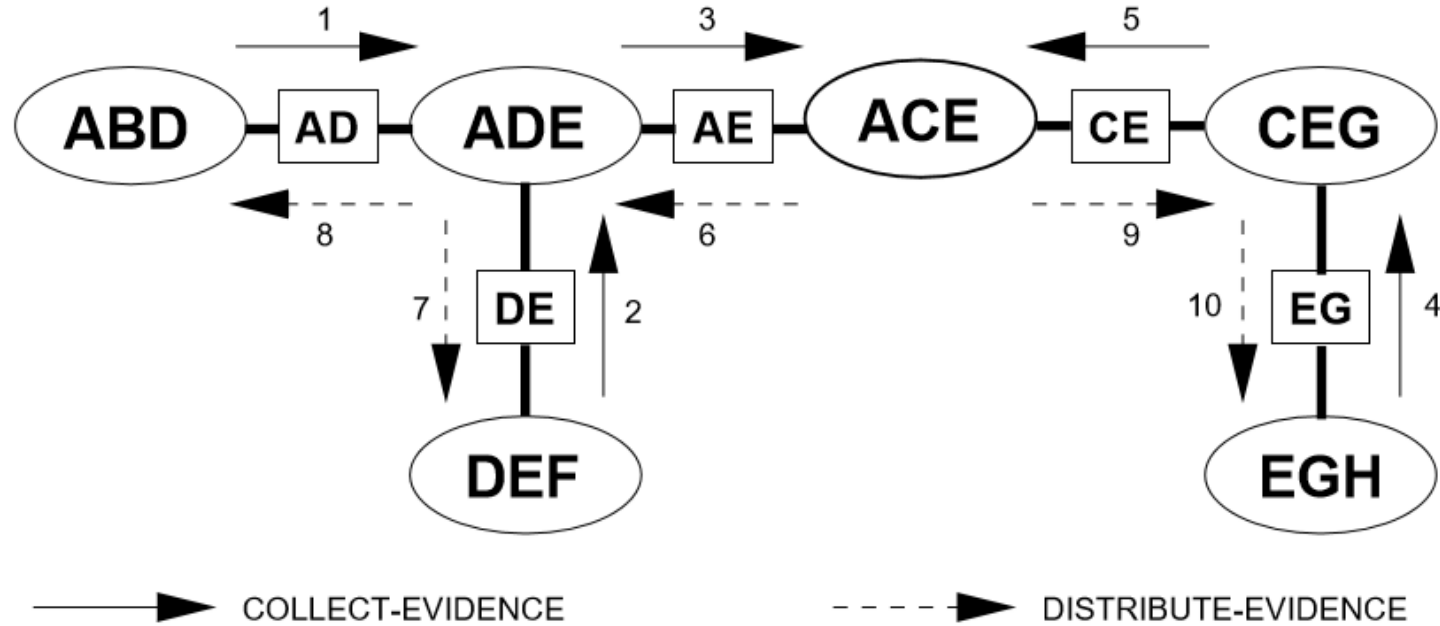 1 3 5
ABD AD ADE AE ACE CE CEG
8 6 9
7 DE 2 10 EG 4
DEF EGH
COLLECT-EVIDENCE DISTRIBUTE-EVIDENCE